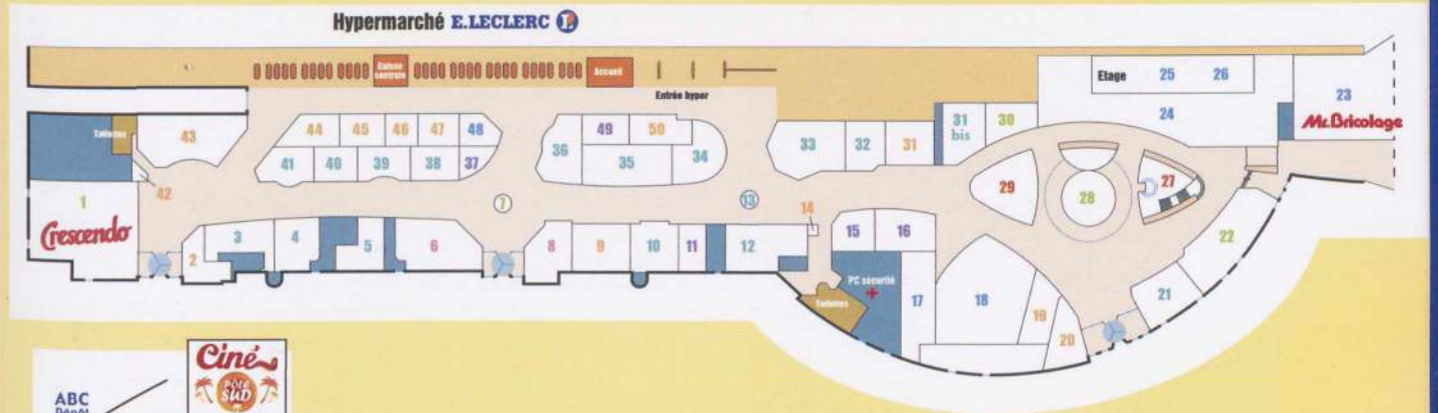 Hypermarché E.LECLERC
Caisse centrale
Accueil
Entrée hyper
Etage 25 26
23
24
Mr.Bricolage
31 bis
30
Toilettes
43
44 45 46 47 48
41 40 39 38 37
42
49 50
36 35 34
33 32 31
29 28 27
1
Crescendo
7
13
14
2 3 4 5 6
8 9 10 11 12
15 16
PC sécurité
Toilettes
17 18 19 20
21 22
Ciné
PÔLE SUD
ABC
Dépôt